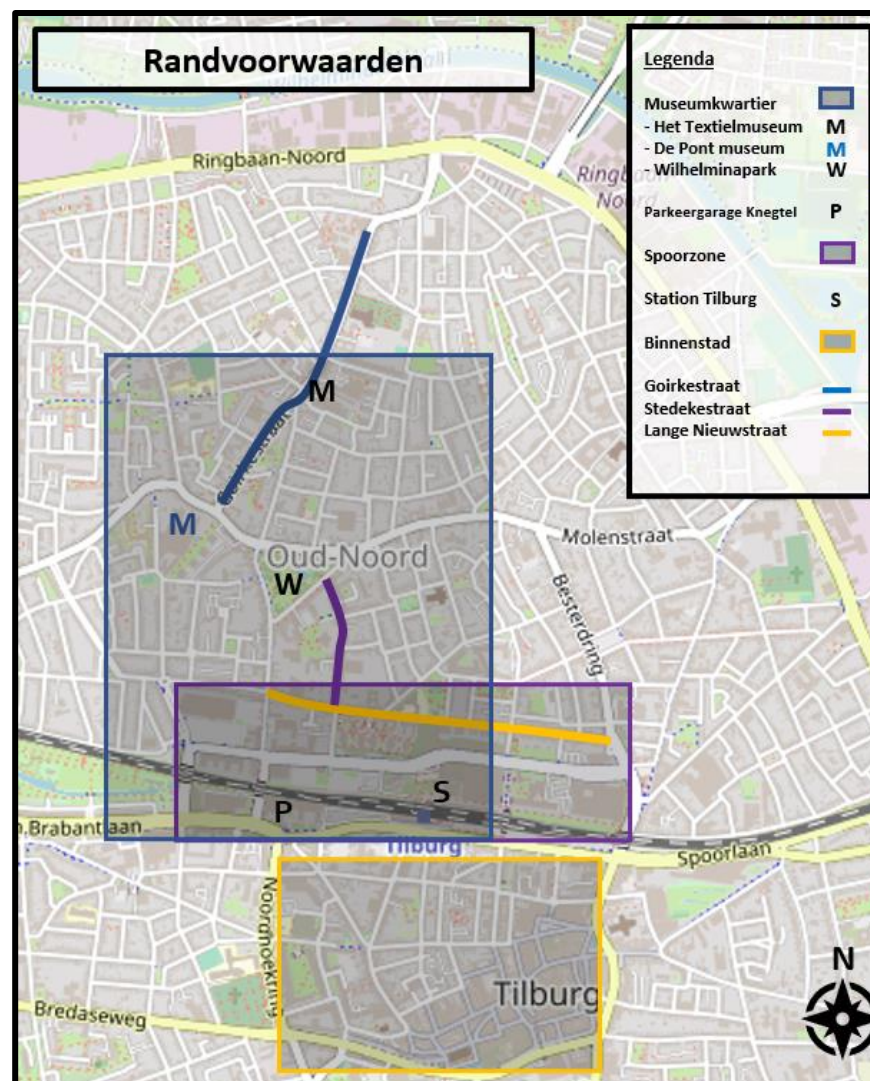 Randvoorwaarden
Legenda
Museumkwartier
- Het Textielmuseum M
- De Pont museum M
- Wilhelminapark W
Parkeergarage Knegtel P
Spoorzone
Station Tilburg S
Binnenstad
Goirkestraat
Stedekestraat
Lange Nieuwstraat
Ringbaan-Noord
Ringbaan
Noord
M
M
Oud-Noord
W
Molenstraat
Besterdring
S
P
n. Brabantlaan
Tilburg
Spoorlaan
Noordhoekring
Tilburg
Bredaseweg
N